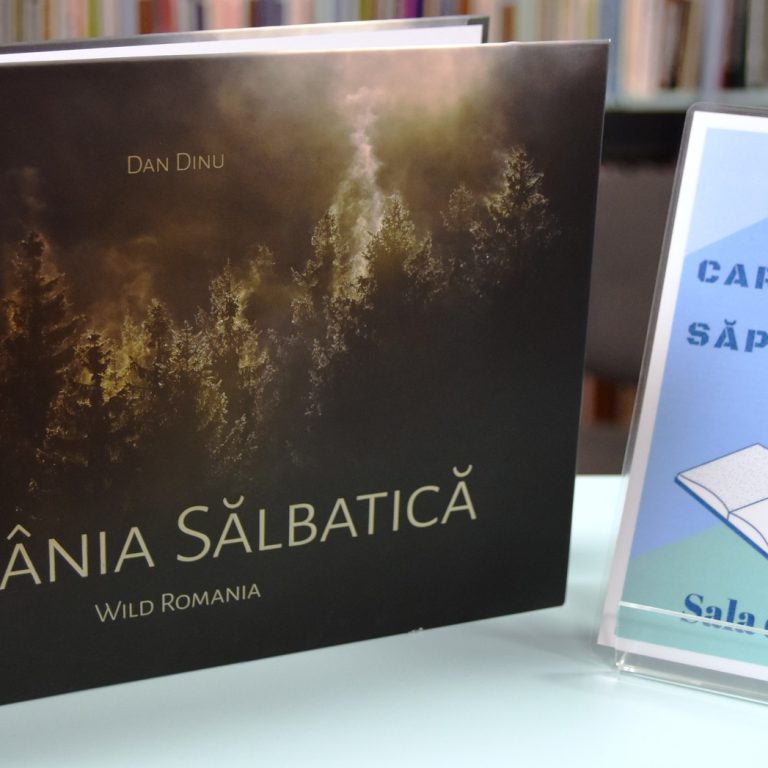 DAN DINU
ÂNIA SĂLBATICĂ
WILD ROMANIA
CAR
SĂP
Sala